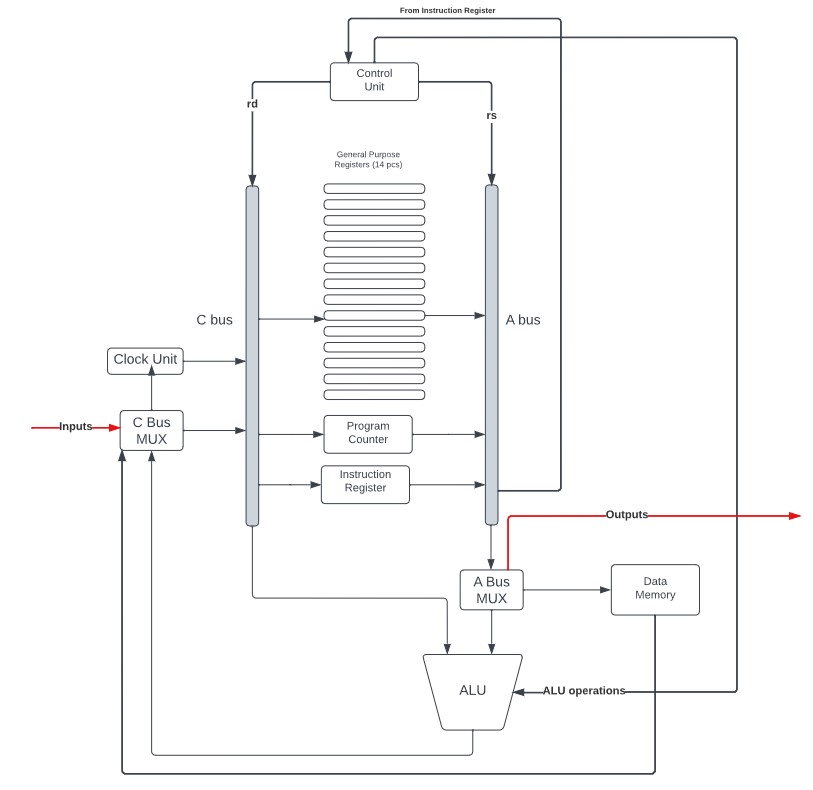 From Instruction Register
Control
Unit
rd
rs
General Purpose
Registers (14 pcs)
C bus
A bus
Clock Unit
Inputs
C Bus
MUX
Program
Counter
Instruction
Register
Outputs
A Bus
MUX
Data
Memory
ALU
ALU operations